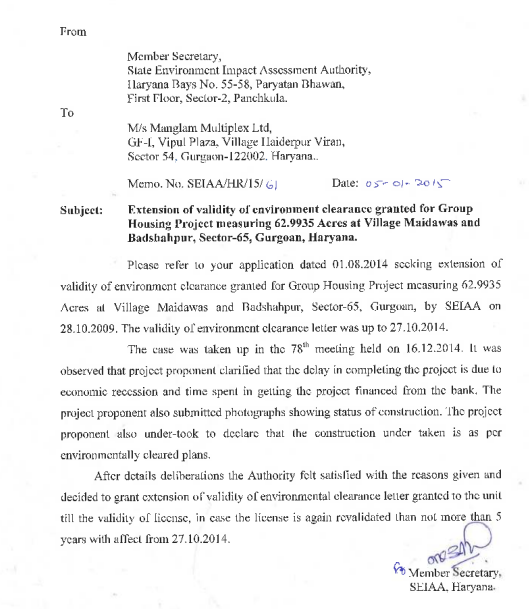 From
Member Secretary,
State Environment Impact Assessment Authority,
Haryana Bays No. 55-58, Paryatan Bhawan,
First Floor, Sector-2, Panchkula.
To
M/s Manglam Multiplex Ltd,
GF-I, Vipul Plaza, Village Haiderpur Viran,
Sector 54, Gurgaon-122002, Haryana..
Memo. No. SEIAA/HR/15/ 61 Date: 05-01-2015
Subject: Extension of validity of environment clearance granted for Group
Housing Project measuring 62.9935 Acres at Village Maidawas and
Badshahpur, Sector-65, Gurgoan, Haryana.
Please refer to your application dated 01.08.2014 seeking extension of
validity of environment clearance granted for Group Housing Project measuring 62.9935
Acres at Village Maidawas and Badshahpur, Sector-65, Gurgoan, by SEIAA on
28.10.2009. The validity of environment clearance letter was up to 27.10.2014.
The case was taken up in the 78th meeting held on 16.12.2014. It was
observed that project proponent clarified that the delay in completing the project is due to
economic recession and time spent in getting the project financed from the bank. The
project proponent also submitted photographs showing status of construction. The project
proponent also under-took to declare that the construction under taken is as per
environmentally cleared plans.
After details deliberations the Authority felt satisfied with the reasons given and
decided to grant extension of validity of environmental clearance letter granted to the unit
till the validity of license, in case the license is again revalidated than not more than 5
years with affect from 27.10.2014.
Member Secretary,
SEIAA, Haryana.